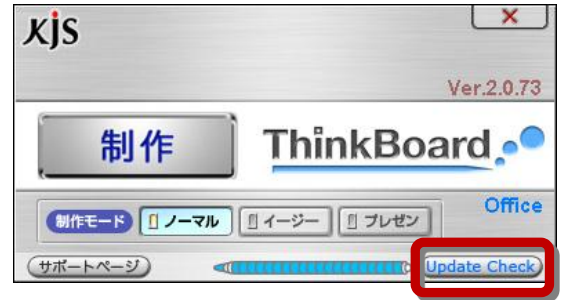 KJS
×
Ver.2.0.73
制作
ThinkBoard
Office
制作モード ノーマル イージー プレゼン
サポートページ Update Check